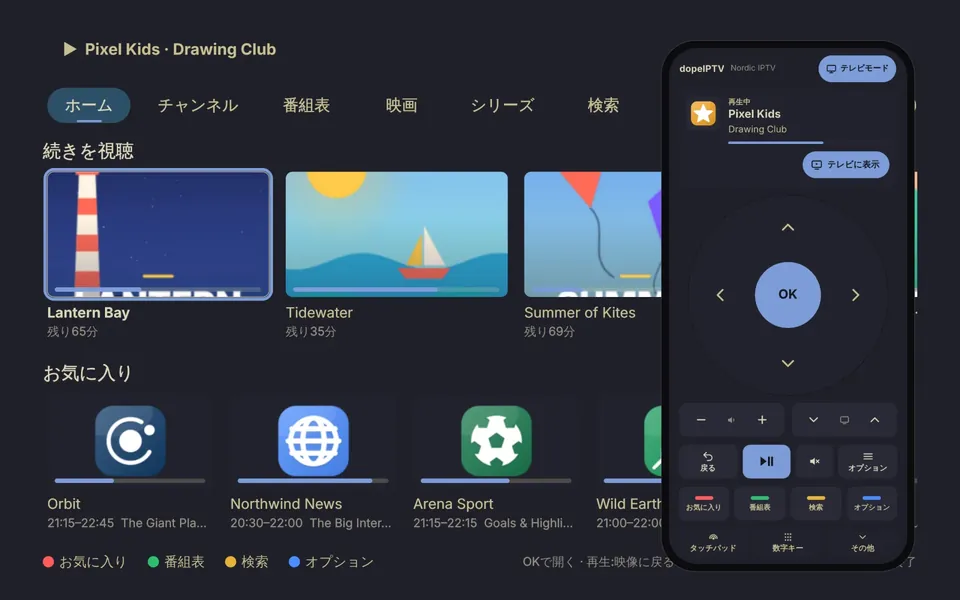 Pixel Kids · Drawing Club
ホーム
チャンネル
番組表
映画
シリーズ
検索
続きを視聴
Lantern Bay
残り65分
Tidewater
残り35分
Summer of Kites
残り69分
お気に入り
Orbit
21:15–22:45 The Giant Pla...
Northwind News
20:30–22:00 The Big Inter...
Arena Sport
21:15–22:15 Goals & Highli...
Wild Earth
21:00–22:0
お気に入り
番組表
検索
オプション
OKで開く · 再生:映像に戻る
dopeIPTV Nordic IPTV
テレビモード
再生中
Pixel Kids
Drawing Club
テレビに表示
OK
戻る
オプション
お気に入り
番組表
検索
オプション
タッチパッド
数字キー
その他